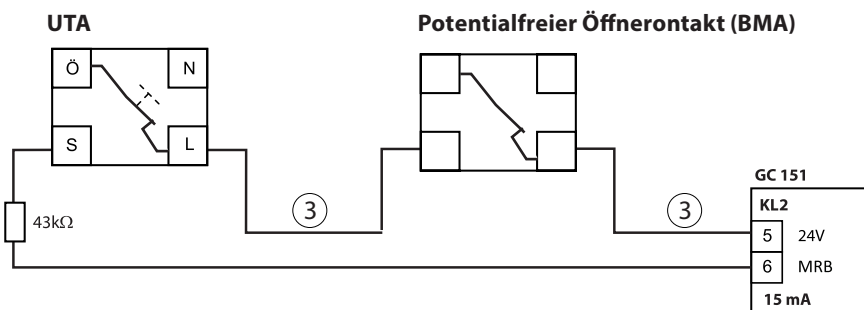 UTA
Potentialfreier Öffnerontakt (BMA)
Ö N
S L
43kΩ
3
3
GC 151
KL2
5 24V
6 MRB
15 mA